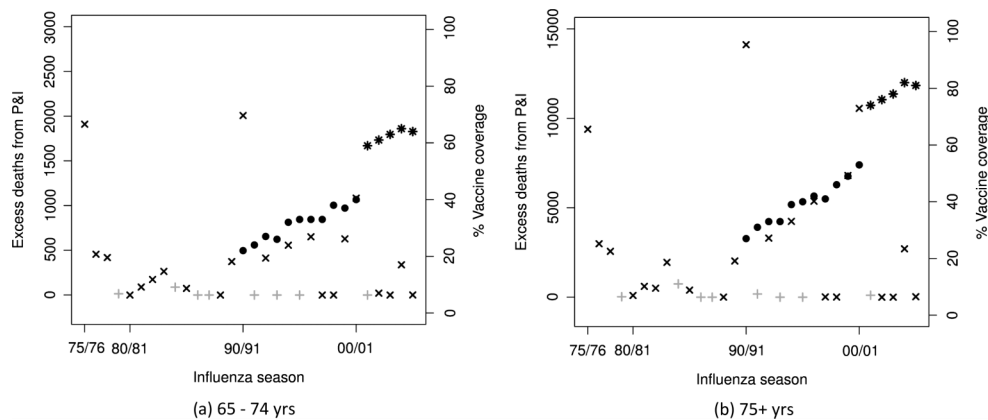 3000
2500
2000
1500
1000
500
0
Excess deaths from P&I
100
80
60
40
20
0
% Vaccine coverage
75/76 80/81 90/91 00/01
Influenza season
(a) 65 - 74 yrs
15000
10000
5000
0
Excess deaths from P&I
100
80
60
40
20
0
% Vaccine coverage
75/76 80/81 90/91 00/01
Influenza season
(b) 75+ yrs